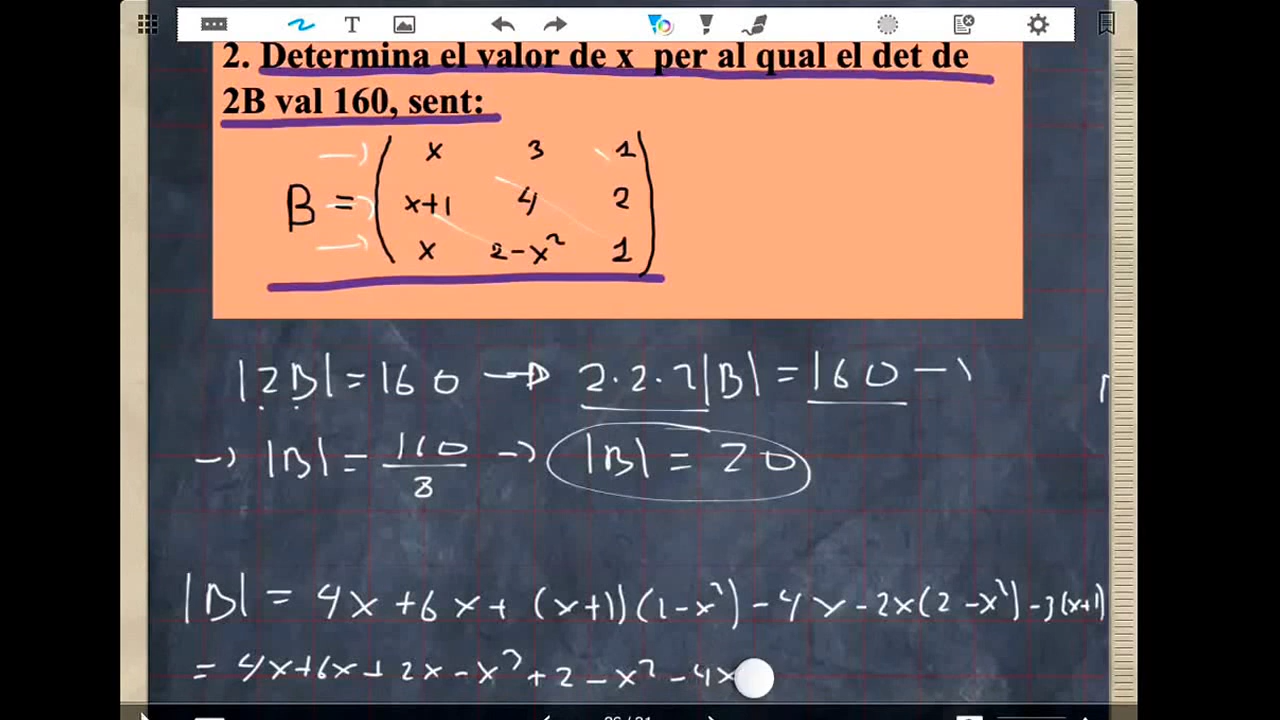 2. Determina el valor de x per al qual el det de
2B val 160, sent:
x 3 1
B = x+1 4 2
x 2-x² 1
|2B| = 160 → 2·2·2|B| = 160 →
→ |B| = 160/8 → |B| = 20
|B| = 4x + 6x + (x+1)(2-x²) - 4x - 2x(2-x²) - 3(x+1)
= 4x+6x+2x-x³+2-x²-4x